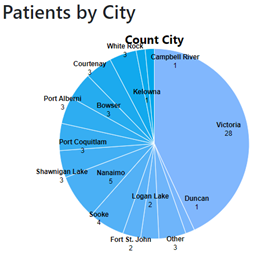 Patients by City
Count City
White Rock
3
Campbell River
1
Courtenay
3
Kelowna
1
Port Alberni
3
Bowser
3
Victoria
28
Port Coquitlam
3
Shawnigan Lake
3
Nanaimo
5
Duncan
1
Logan Lake
2
Sooke
4
Fort St. John
2
Other
3